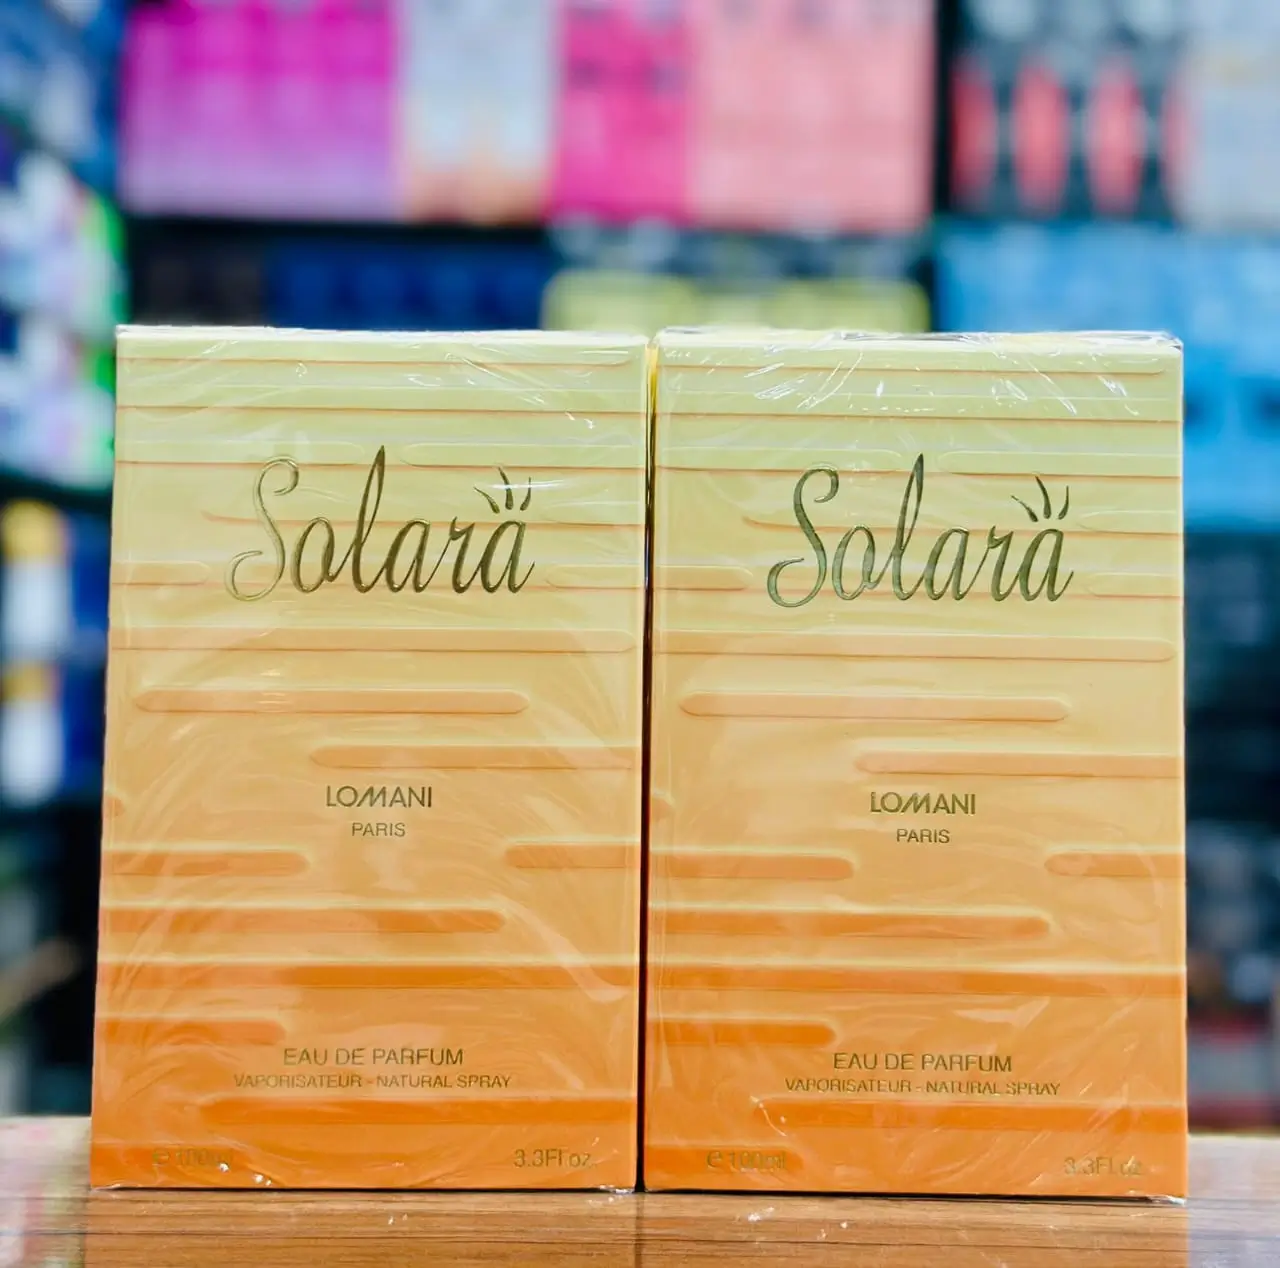 Solara
LOMANI
PARIS
EAU DE PARFUM
VAPORISATEUR - NATURAL SPRAY
℮ 100ml
3.3Fl oz.
Solara
LOMANI
PARIS
EAU DE PARFUM
VAPORISATEUR - NATURAL SPRAY
℮ 100ml
3.3Fl oz.